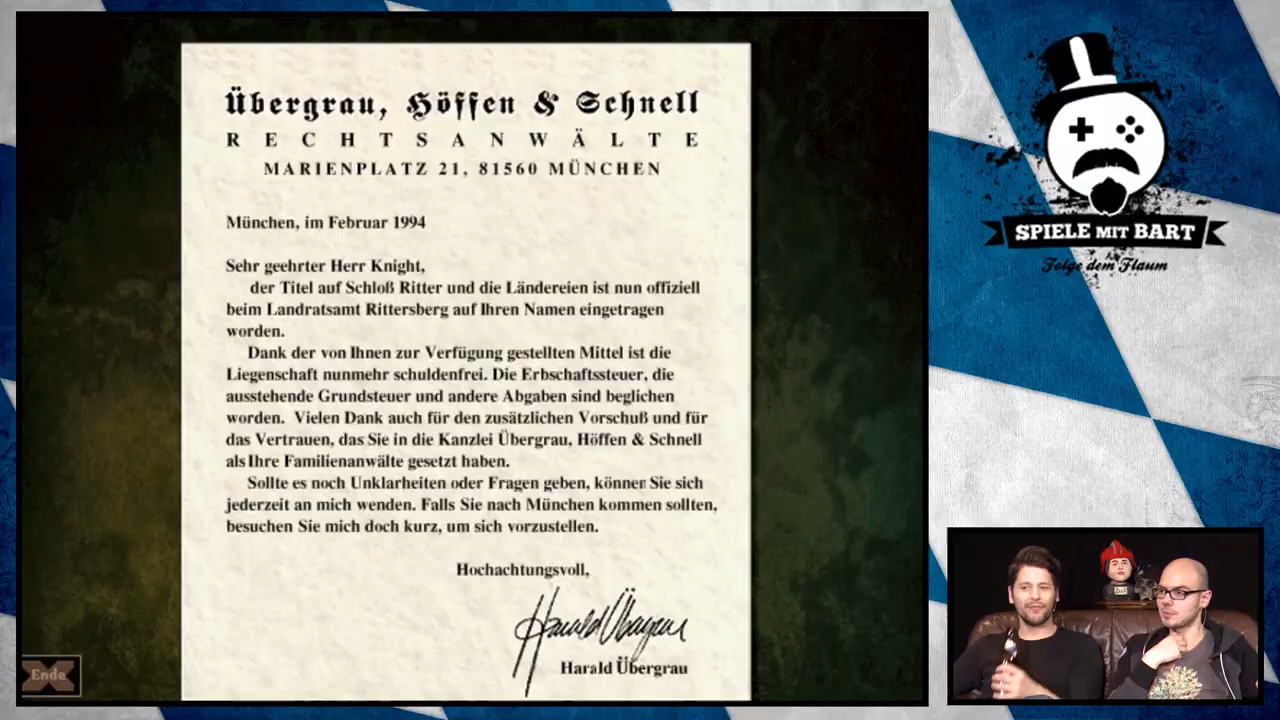 Übergrau, Höffen & Schnell
RECHTSANWÄLTE
MARIENPLATZ 21, 81560 MÜNCHEN
München, im Februar 1994
Sehr geehrter Herr Knight,
der Titel auf Schloß Ritter und die Ländereien ist nun offiziell
beim Landratsamt Rittersberg auf Ihren Namen eingetragen
worden.
Dank der von Ihnen zur Verfügung gestellten Mittel ist die
Liegenschaft nunmehr schuldenfrei. Die Erbschaftssteuer, die
ausstehende Grundsteuer und andere Abgaben sind beglichen
worden. Vielen Dank auch für den zusätzlichen Vorschuß und für
das Vertrauen, das Sie in die Kanzlei Übergrau, Höffen & Schnell
als Ihre Familienanwälte gesetzt haben.
Sollte es noch Unklarheiten oder Fragen geben, können Sie sich
jederzeit an mich wenden. Falls Sie nach München kommen sollten,
besuchen Sie mich doch kurz, um sich vorzustellen.
Hochachtungsvoll,
Harald Übergrau
Harald Übergrau
Ende
SPIELE MIT BART
Folge dem Flaum